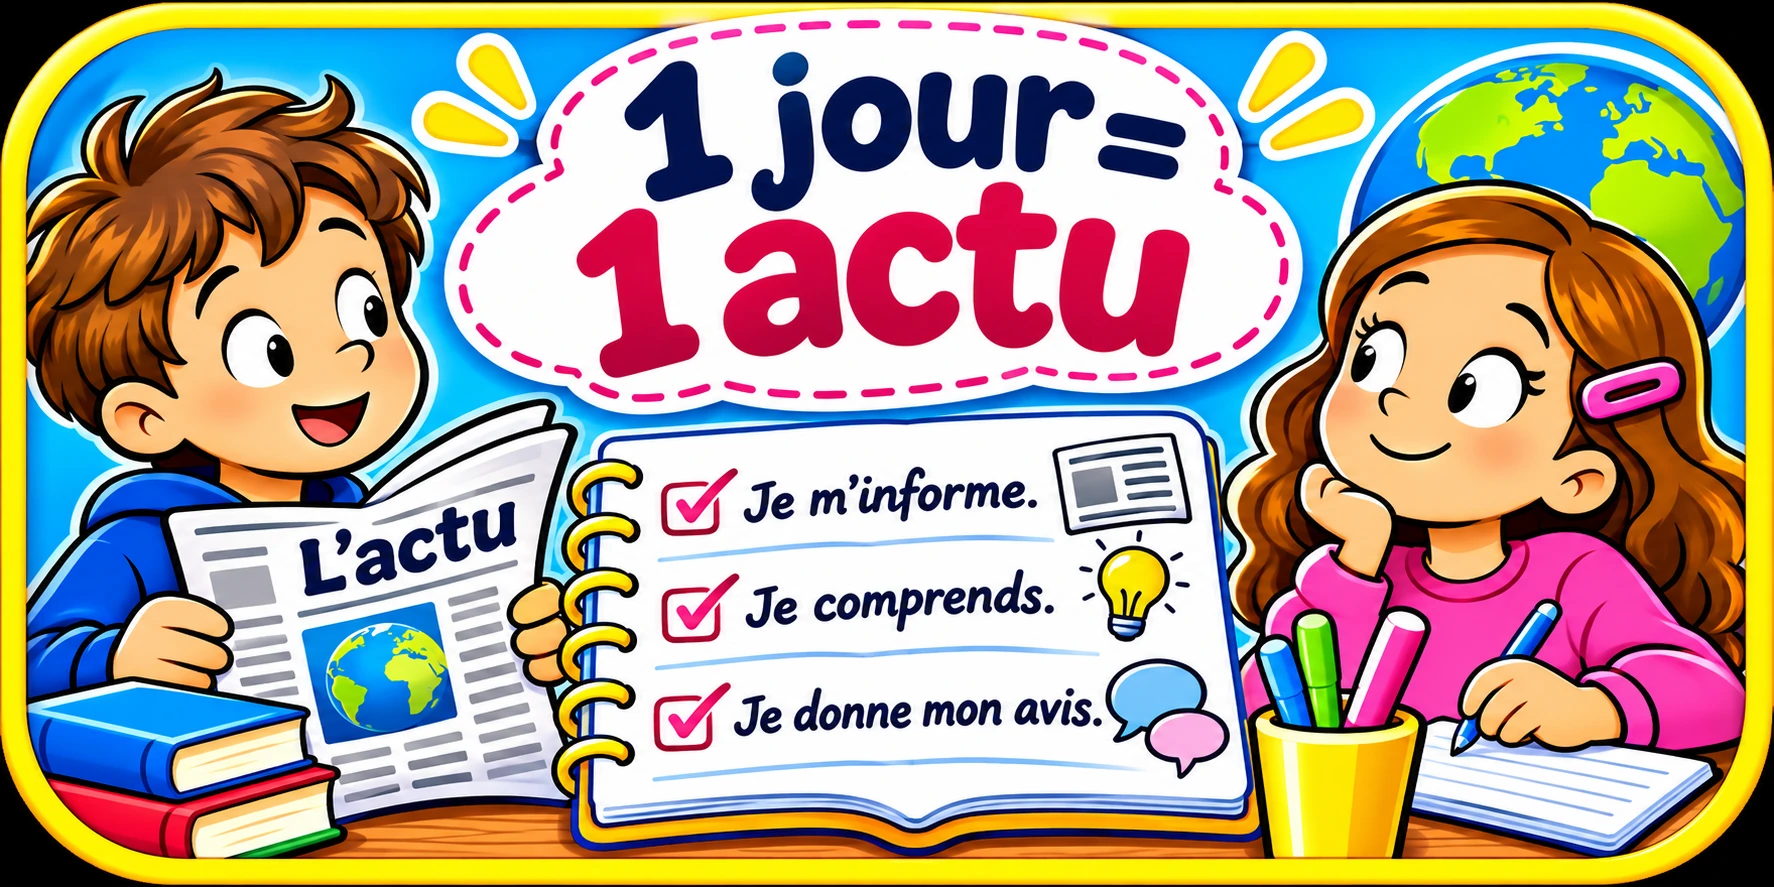 1 jour =
1 actu
L'actu
Je m'informe.
Je comprends.
Je donne mon avis.